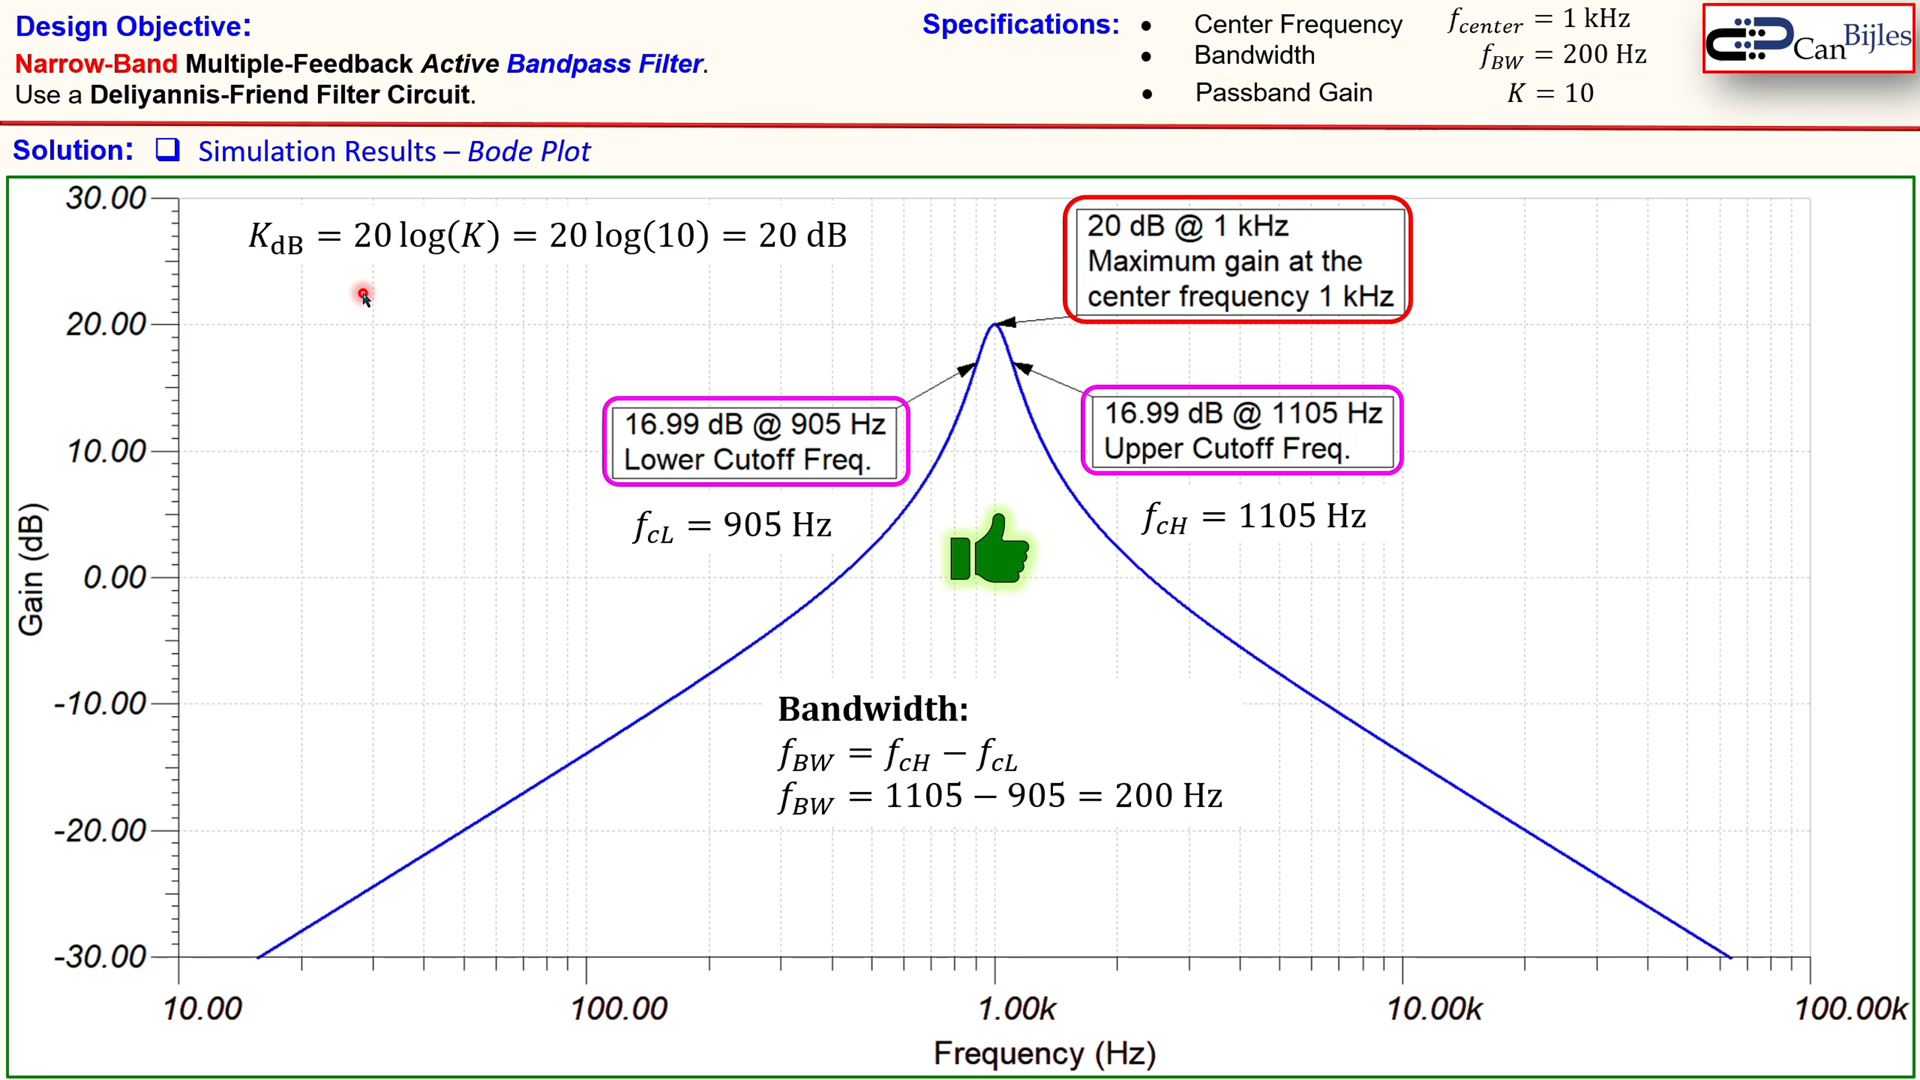 Design Objective:
Narrow-Band Multiple-Feedback Active Bandpass Filter.
Use a Deliyannis-Friend Filter Circuit.
Specifications:
• Center Frequency f_center = 1 kHz
• Bandwidth f_BW = 200 Hz
• Passband Gain K = 10
Can Bijles
Solution: ❑ Simulation Results – Bode Plot
K_dB = 20 log(K) = 20 log(10) = 20 dB
20 dB @ 1 kHz
Maximum gain at the
center frequency 1 kHz
16.99 dB @ 905 Hz
Lower Cutoff Freq.
16.99 dB @ 1105 Hz
Upper Cutoff Freq.
f_cL = 905 Hz
f_cH = 1105 Hz
Bandwidth:
f_BW = f_cH − f_cL
f_BW = 1105 − 905 = 200 Hz
Gain (dB)
30.00
20.00
10.00
0.00
-10.00
-20.00
-30.00
10.00 100.00 1.00k 10.00k 100.00k
Frequency (Hz)